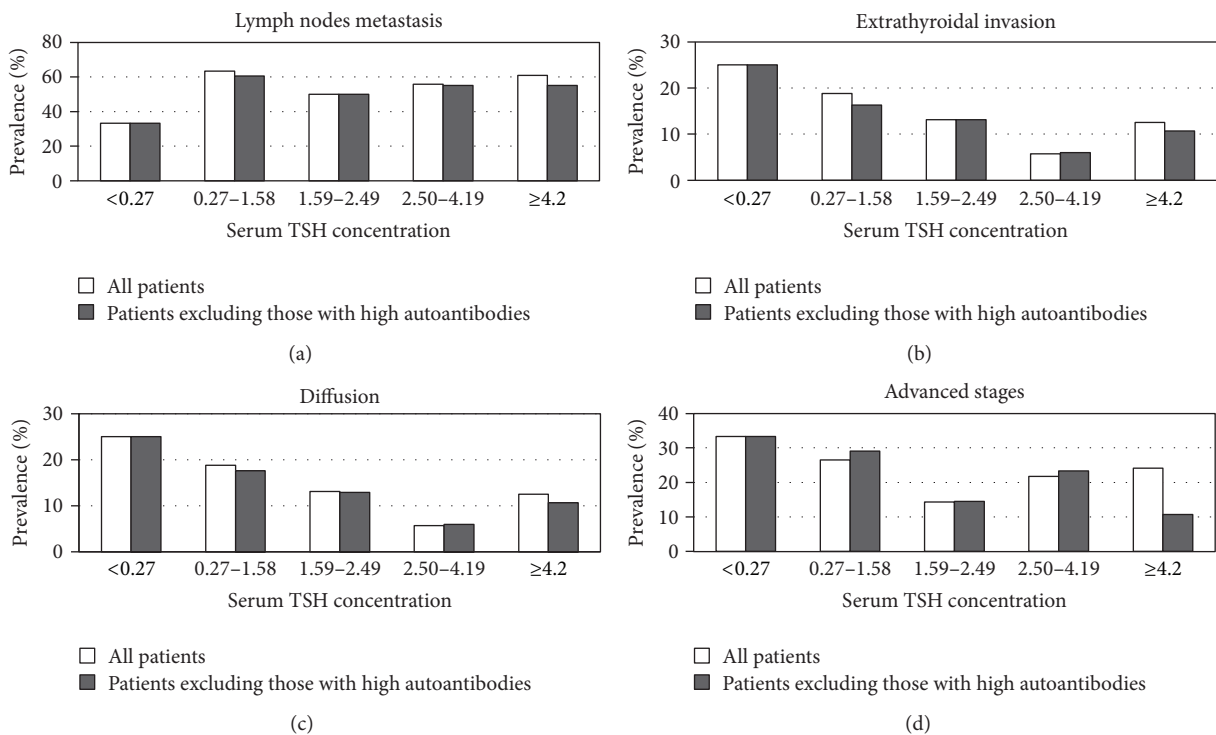 Lymph nodes metastasis
Prevalence (%)
80
60
40
20
0
<0.27 0.27–1.58 1.59–2.49 2.50–4.19 ≥4.2
Serum TSH concentration
All patients
Patients excluding those with high autoantibodies
(a)
Extrathyroidal invasion
Prevalence (%)
30
20
10
0
<0.27 0.27–1.58 1.59–2.49 2.50–4.19 ≥4.2
Serum TSH concentration
All patients
Patients excluding those with high autoantibodies
(b)
Diffusion
Prevalence (%)
30
20
10
0
<0.27 0.27–1.58 1.59–2.49 2.50–4.19 ≥4.2
Serum TSH concentration
All patients
Patients excluding those with high autoantibodies
(c)
Advanced stages
Prevalence (%)
40
30
20
10
0
<0.27 0.27–1.58 1.59–2.49 2.50–4.19 ≥4.2
Serum TSH concentration
All patients
Patients excluding those with high autoantibodies
(d)